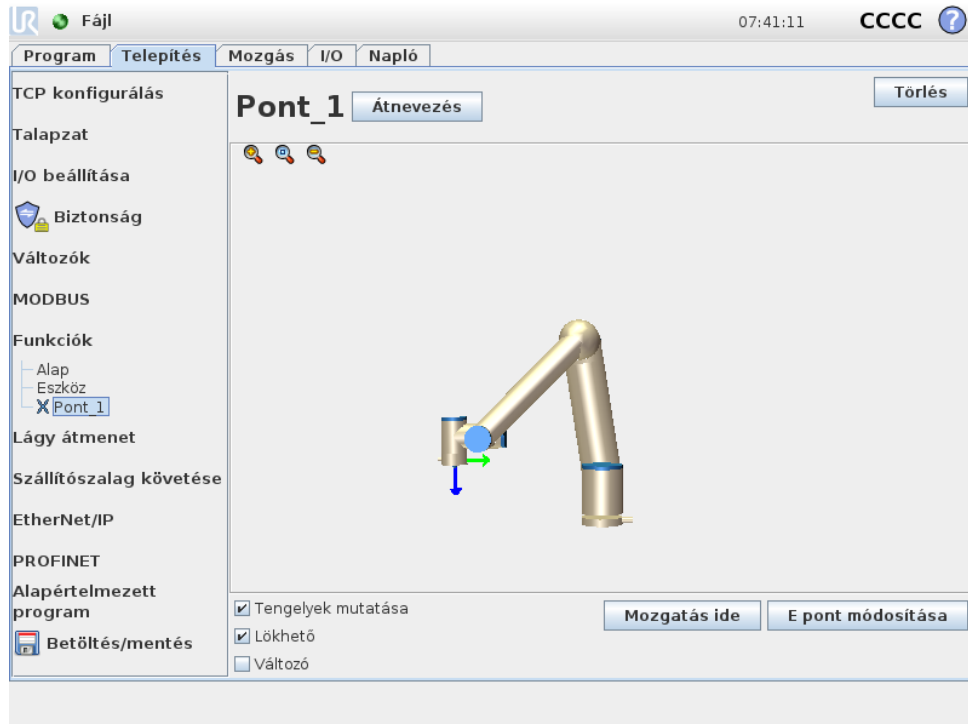 UR Fájl 07:41:11 CCCC ?
Program Telepítés Mozgás I/O Napló
TCP konfigurálás
Talapzat
I/O beállítása
Biztonság
Változók
MODBUS
Funkciók
Alap
Eszköz
Pont_1
Lágy átmenet
Szállítószalag követése
EtherNet/IP
PROFINET
Alapértelmezett
program
Betöltés/mentés
Pont_1 Átnevezés Törlés
Tengelyek mutatása
Lökhető
Változó
Mozgatás ide E pont módosítása